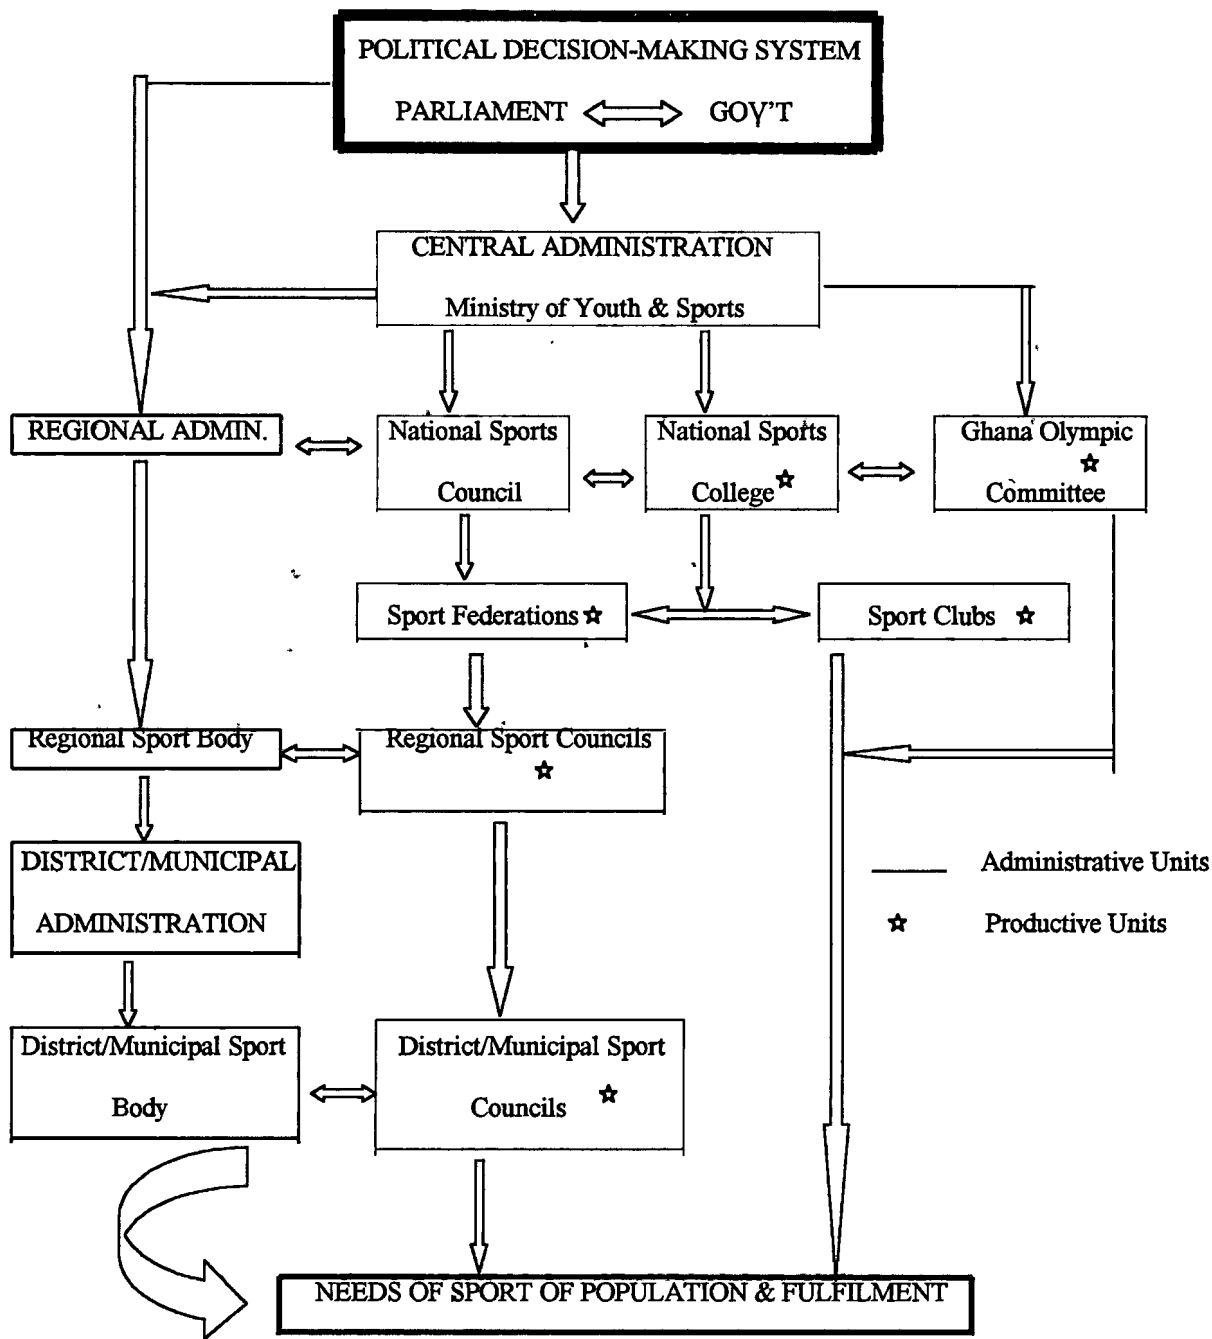 POLITICAL DECISION-MAKING SYSTEM
PARLIAMENT GOV'T
CENTRAL ADMINISTRATION
Ministry of Youth & Sports
REGIONAL ADMIN.
National Sports
Council
National Sports
College
Ghana Olympic
Committee
Sport Federations
Sport Clubs
Regional Sport Body
Regional Sport Councils
DISTRICT/MUNICIPAL
ADMINISTRATION
Administrative Units
Productive Units
District/Municipal Sport
Body
District/Municipal Sport
Councils
NEEDS OF SPORT OF POPULATION & FULFILMENT